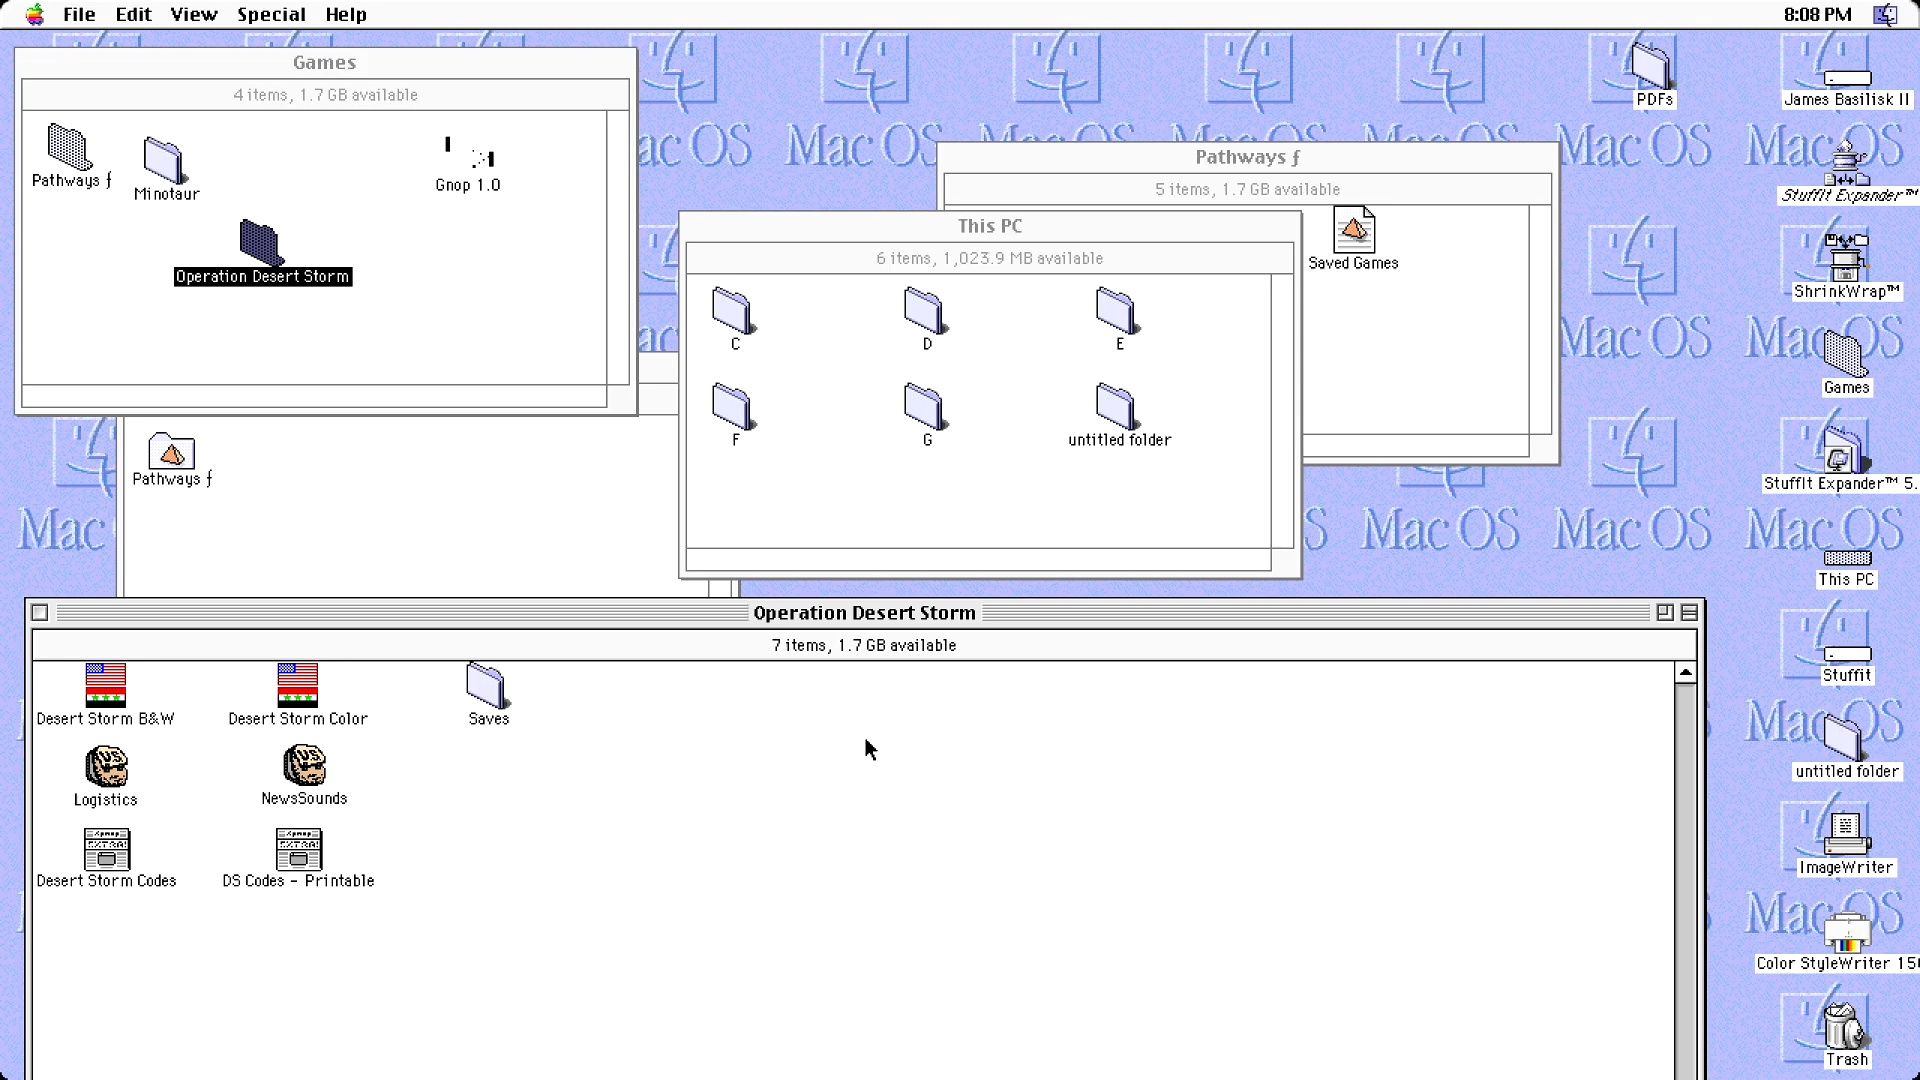 File Edit View Special Help 8:08 PM
Games
4 items, 1.7 GB available
Pathways ƒ
Minotaur
Gnop 1.0
Operation Desert Storm
Pathways ƒ
Pathways ƒ
5 items, 1.7 GB available
Saved Games
This PC
6 items, 1,023.9 MB available
C D E
F G untitled folder
Operation Desert Storm
7 items, 1.7 GB available
Desert Storm B&W Desert Storm Color Saves
Logistics NewsSounds
Desert Storm Codes DS Codes – Printable
PDFs
James Basilisk II
StuffIt Expander™
ShrinkWrap™
Games
StuffIt Expander™ 5.
This PC
Stuffit
untitled folder
ImageWriter
Color StyleWriter 15
Trash
Mac OS